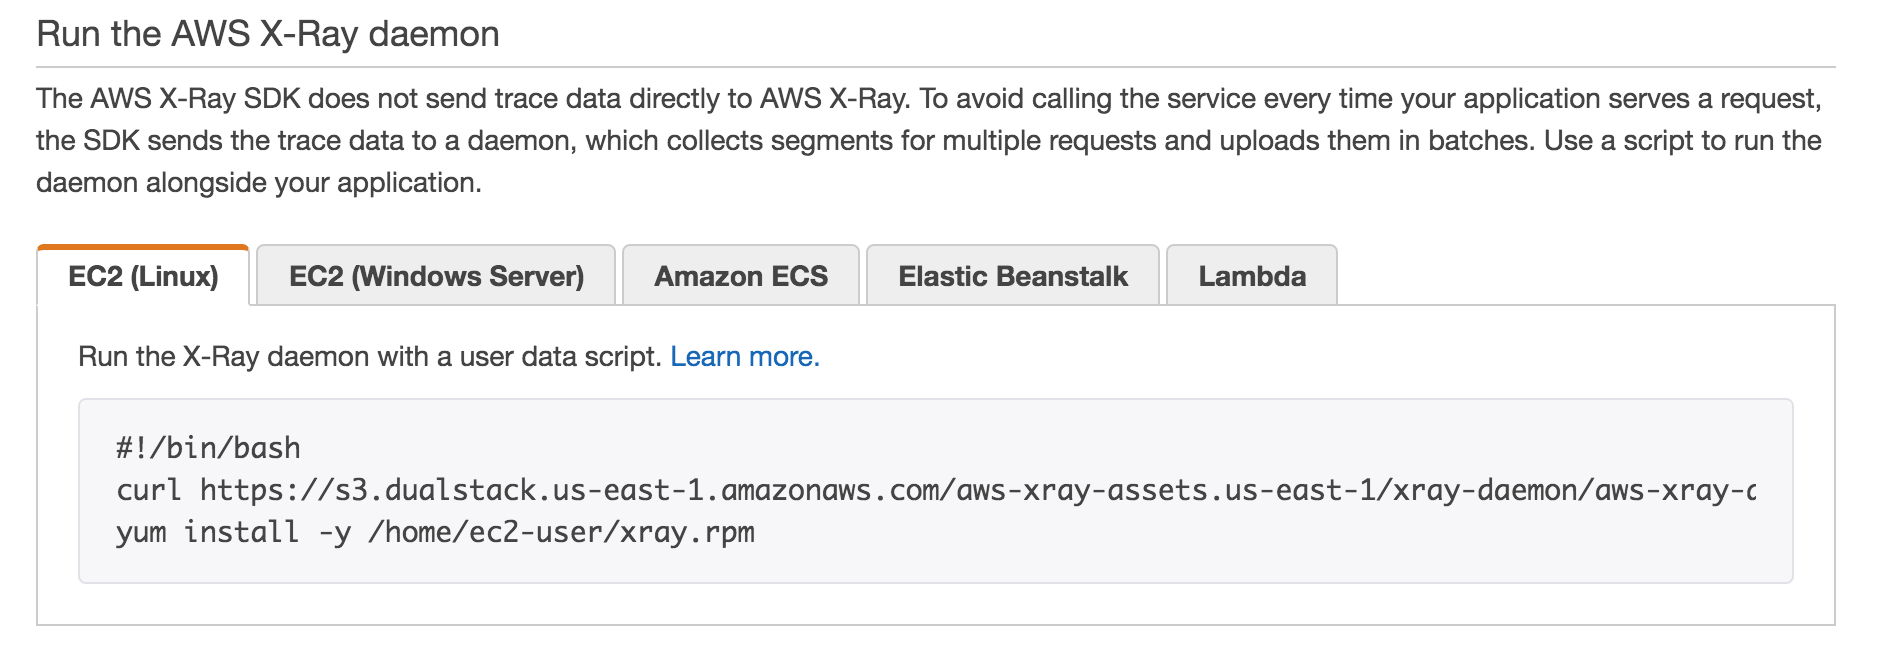 Run the AWS X-Ray daemon
The AWS X-Ray SDK does not send trace data directly to AWS X-Ray. To avoid calling the service every time your application serves a request,
the SDK sends the trace data to a daemon, which collects segments for multiple requests and uploads them in batches. Use a script to run the
daemon alongside your application.
EC2 (Linux) EC2 (Windows Server) Amazon ECS Elastic Beanstalk Lambda
Run the X-Ray daemon with a user data script. Learn more.
#!/bin/bash
curl https://s3.dualstack.us-east-1.amazonaws.com/aws-xray-assets.us-east-1/xray-daemon/aws-xray-
yum install -y /home/ec2-user/xray.rpm